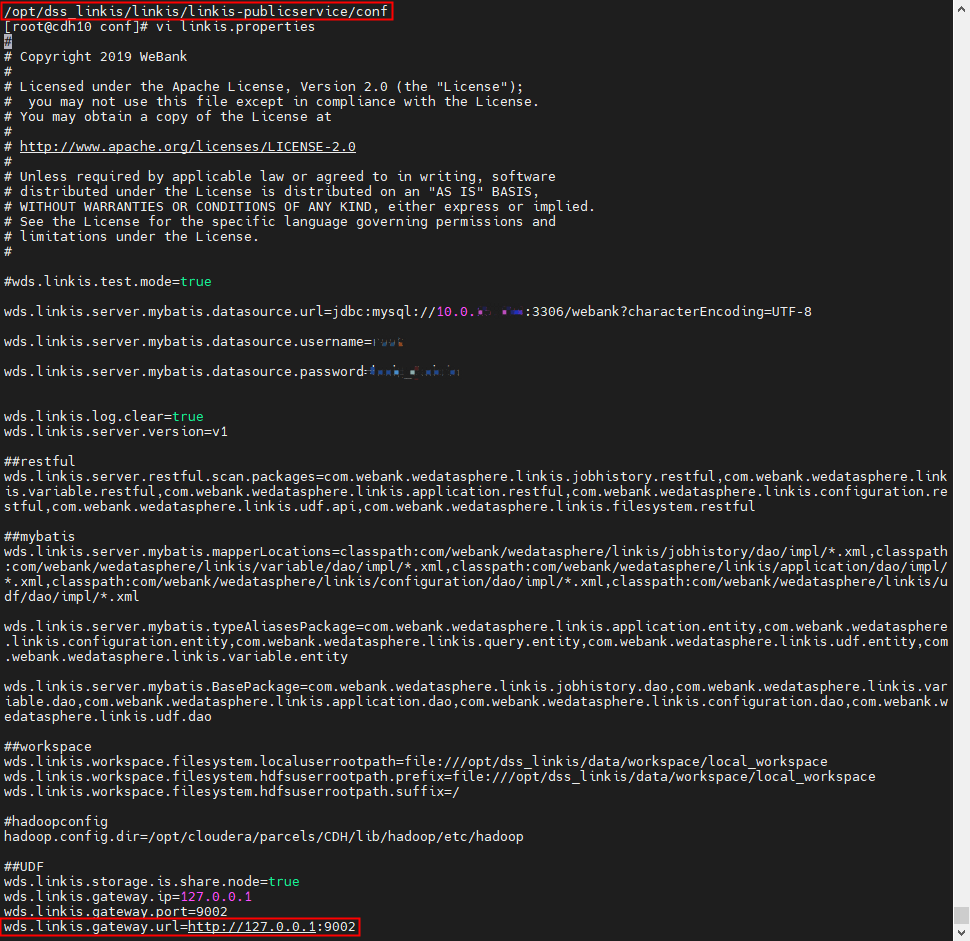 /opt/dss_linkis/linkis/linkis-publicservice/conf
[root@cdh10 conf]# vi linkis.properties
#
# Copyright 2019 WeBank
#
# Licensed under the Apache License, Version 2.0 (the "License");
#  you may not use this file except in compliance with the License.
# You may obtain a copy of the License at
#
# http://www.apache.org/licenses/LICENSE-2.0
#
# Unless required by applicable law or agreed to in writing, software
# distributed under the License is distributed on an "AS IS" BASIS,
# WITHOUT WARRANTIES OR CONDITIONS OF ANY KIND, either express or implied.
# See the License for the specific language governing permissions and
# limitations under the License.
#
#wds.linkis.test.mode=true
wds.linkis.server.mybatis.datasource.url=jdbc:mysql://10.0. :3306/webank?characterEncoding=UTF-8
wds.linkis.server.mybatis.datasource.username=
wds.linkis.server.mybatis.datasource.password=
wds.linkis.log.clear=true
wds.linkis.server.version=v1
##restful
wds.linkis.server.restful.scan.packages=com.webank.wedatasphere.linkis.jobhistory.restful,com.webank.wedatasphere.link
is.variable.restful,com.webank.wedatasphere.linkis.application.restful,com.webank.wedatasphere.linkis.configuration.re
stful,com.webank.wedatasphere.linkis.udf.api,com.webank.wedatasphere.linkis.filesystem.restful
##mybatis
wds.linkis.server.mybatis.mapperLocations=classpath:com/webank/wedatasphere/linkis/jobhistory/dao/impl/*.xml,classpath
:com/webank/wedatasphere/linkis/variable/dao/impl/*.xml,classpath:com/webank/wedatasphere/linkis/application/dao/impl/
*.xml,classpath:com/webank/wedatasphere/linkis/configuration/dao/impl/*.xml,classpath:com/webank/wedatasphere/linkis/u
df/dao/impl/*.xml
wds.linkis.server.mybatis.typeAliasesPackage=com.webank.wedatasphere.linkis.application.entity,com.webank.wedatasphere
.linkis.configuration.entity,com.webank.wedatasphere.linkis.query.entity,com.webank.wedatasphere.linkis.udf.entity,com
.webank.wedatasphere.linkis.variable.entity
wds.linkis.server.mybatis.BasePackage=com.webank.wedatasphere.linkis.jobhistory.dao,com.webank.wedatasphere.linkis.var
iable.dao,com.webank.wedatasphere.linkis.application.dao,com.webank.wedatasphere.linkis.configuration.dao,com.webank.w
edatasphere.linkis.udf.dao
##workspace
wds.linkis.workspace.filesystem.localuserrootpath=file:///opt/dss_linkis/data/workspace/local_workspace
wds.linkis.workspace.filesystem.hdfsuserrootpath.prefix=file:///opt/dss_linkis/data/workspace/local_workspace
wds.linkis.workspace.filesystem.hdfsuserrootpath.suffix=/
#hadoopconfig
hadoop.config.dir=/opt/cloudera/parcels/CDH/lib/hadoop/etc/hadoop
##UDF
wds.linkis.storage.is.share.node=true
wds.linkis.gateway.ip=127.0.0.1
wds.linkis.gateway.port=9002
wds.linkis.gateway.url=http://127.0.0.1:9002